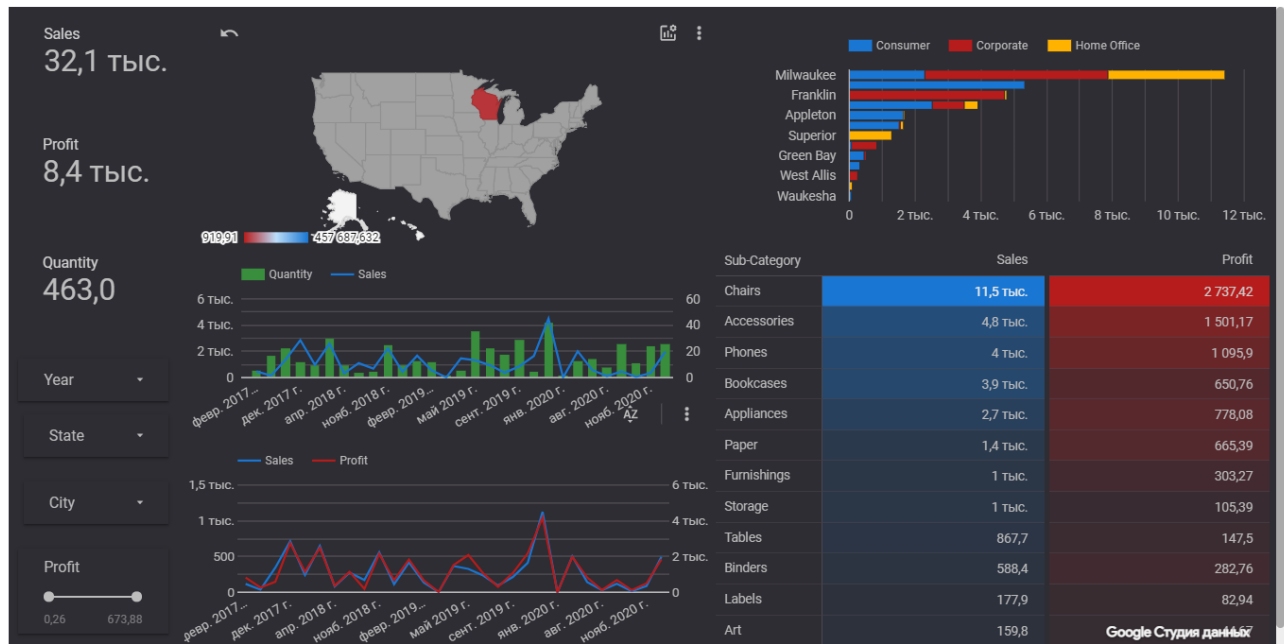 Sales
32,1 тыс.
Profit
8,4 тыс.
Quantity
463,0
Year
State
City
Profit
0,26 673,88
919,91 457 687,632
Quantity Sales
6 тыс. 60
4 тыс. 40
2 тыс. 20
0 0
февр. 2017… дек. 2017 г. апр. 2018 г. нояб. 2018 г. февр. 2019… май 2019 г. сент. 2019 г. янв. 2020 г. авг. 2020 г. нояб. 2020 г.
AZ
Sales Profit
1,5 тыс. 6 тыс.
1 тыс. 4 тыс.
500 2 тыс.
0 0
февр. 2017… дек. 2017 г. апр. 2018 г. нояб. 2018 г. февр. 2019… май 2019 г. сент. 2019 г. янв. 2020 г. авг. 2020 г. нояб. 2020 г.
Consumer Corporate Home Office
Milwaukee
Franklin
Appleton
Superior
Green Bay
West Allis
Waukesha
0 2 тыс. 4 тыс. 6 тыс. 8 тыс. 10 тыс. 12 тыс.
Sub-Category Sales Profit
Chairs 11,5 тыс. 2 737,42
Accessories 4,8 тыс. 1 501,17
Phones 4 тыс. 1 095,9
Bookcases 3,9 тыс. 650,76
Appliances 2,7 тыс. 778,08
Paper 1,4 тыс. 665,39
Furnishings 1 тыс. 303,27
Storage 1 тыс. 105,39
Tables 867,7 147,5
Binders 588,4 282,76
Labels 177,9 82,94
Art 159,8
Google Студия данных